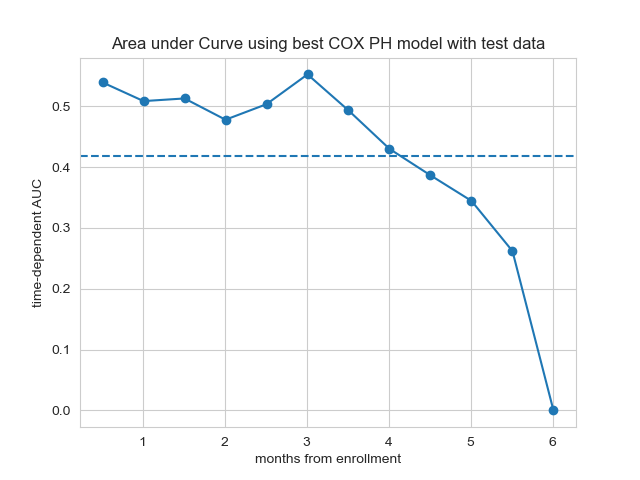 Area under Curve using best COX PH model with test data
time-dependent AUC
0.5
0.4
0.3
0.2
0.1
0.0
1 2 3 4 5 6
months from enrollment